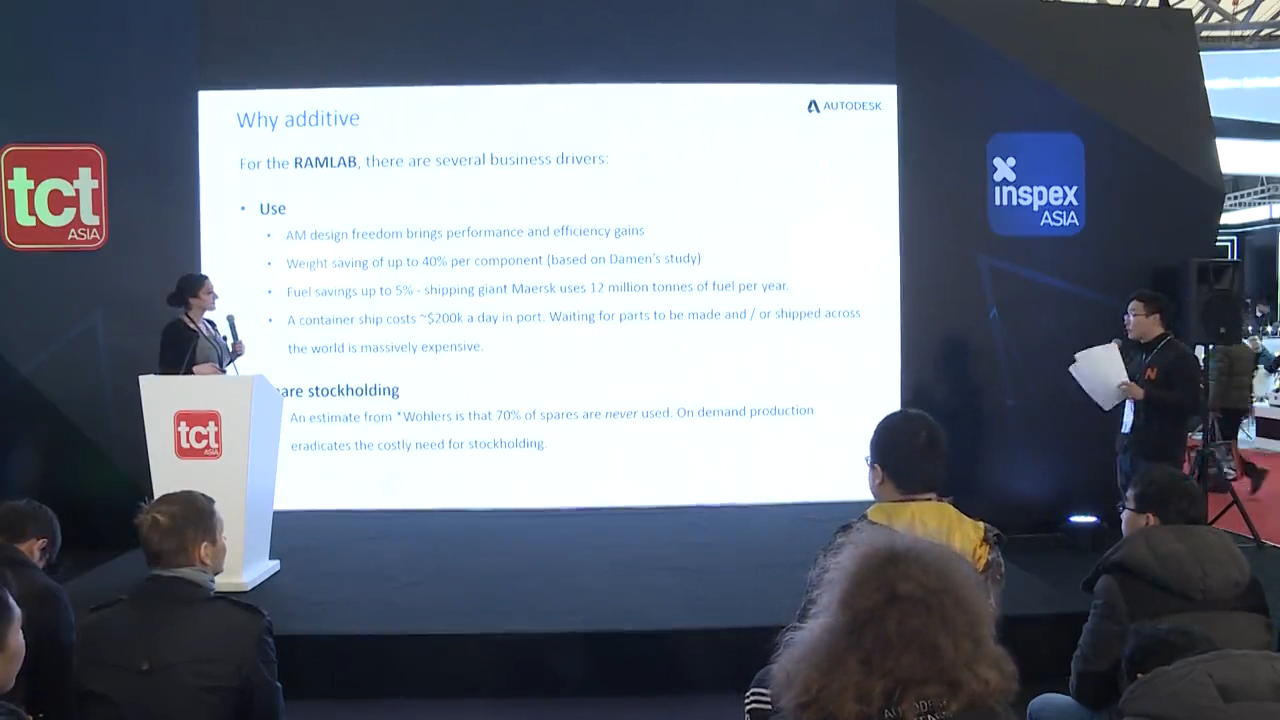 Why additive
AUTODESK
For the RAMLAB, there are several business drivers:
• Use
• AM design freedom brings performance and efficiency gains
• Weight saving of up to 40% per component (based on Damen's study)
• Fuel savings up to 5% - shipping giant Maersk uses 12 million tonnes of fuel per year.
• A container ship costs ~$200k a day in port. Waiting for parts to be made and / or shipped across
the world is massively expensive.
are stockholding
An estimate from *Wohlers is that 70% of spares are never used. On demand production
eradicates the costly need for stockholding.
tct
ASIA
inspex
ASIA
tct
ASIA
N
AUTODESK